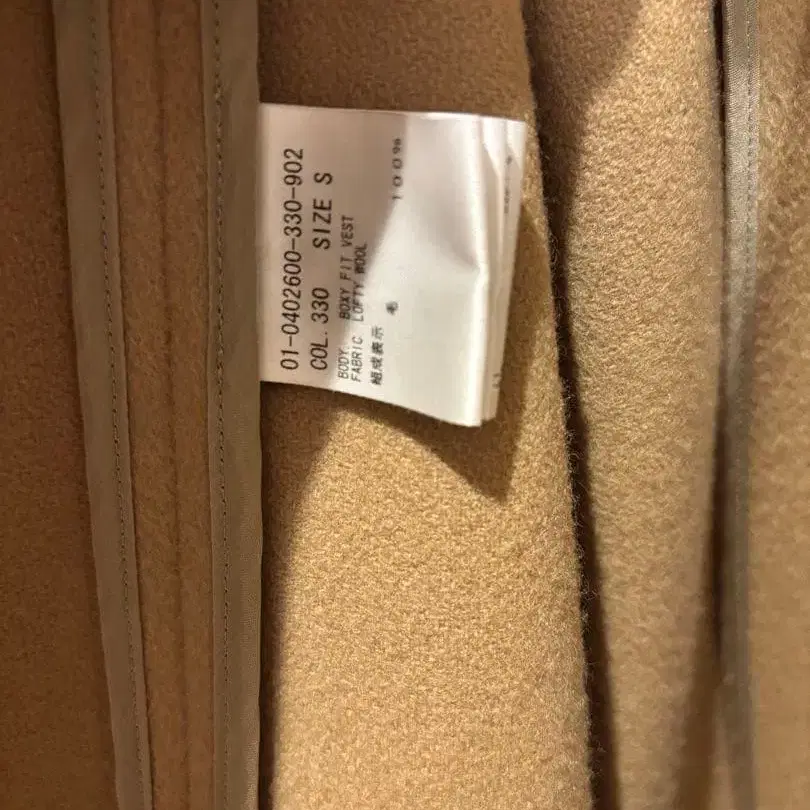 01-0402600-330-902
COL. 330 SIZE S
BODY BOXY FIT VEST
FABRIC LOFTY WOOL
組成表示 毛 100%